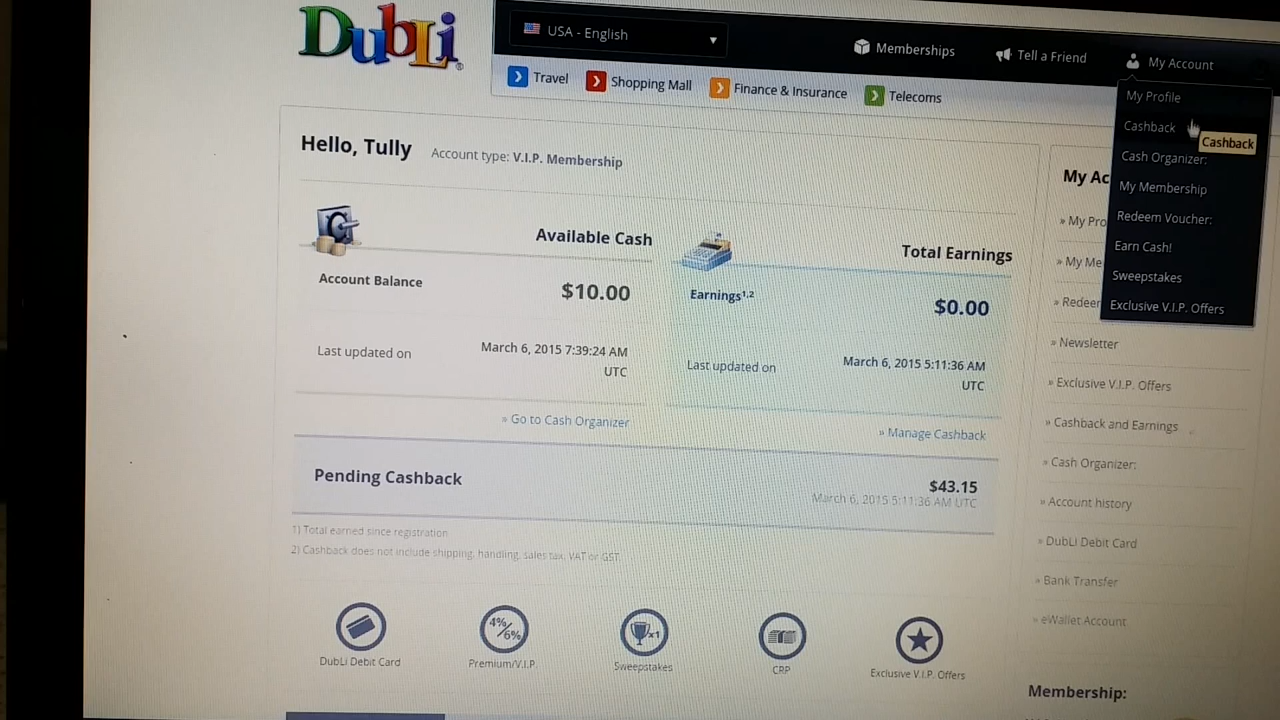 DubLi®
USA - English
Memberships
Tell a Friend
My Account
Travel
Shopping Mall
Finance & Insurance
Telecoms
My Profile
Cashback
Cashback
Cash Organizer:
My Membership
Redeem Voucher:
Earn Cash!
Sweepstakes
Exclusive V.I.P. Offers
Hello, Tully
Account type: V.I.P. Membership
Available Cash
Account Balance
$10.00
Last updated on
March 6, 2015 7:39:24 AM
UTC
» Go to Cash Organizer
Total Earnings
Earnings¹,²
$0.00
Last updated on
March 6, 2015 5:11:36 AM
UTC
» Manage Cashback
Pending Cashback
$43.15
March 6, 2015 5:11:36 AM UTC
1) Total earned since registration
2) Cashback does not include shipping, handling, sales tax, VAT or GST.
DubLi Debit Card
4%/6%
Premium/V.I.P.
x1
Sweepstakes
CRP
Exclusive V.I.P. Offers
My Ac
» My Pro
» My Me
» Redeer
» Newsletter
» Exclusive V.I.P. Offers
» Cashback and Earnings
» Cash Organizer:
» Account history
» DubLi Debit Card
» Bank Transfer
» eWallet Account
Membership: